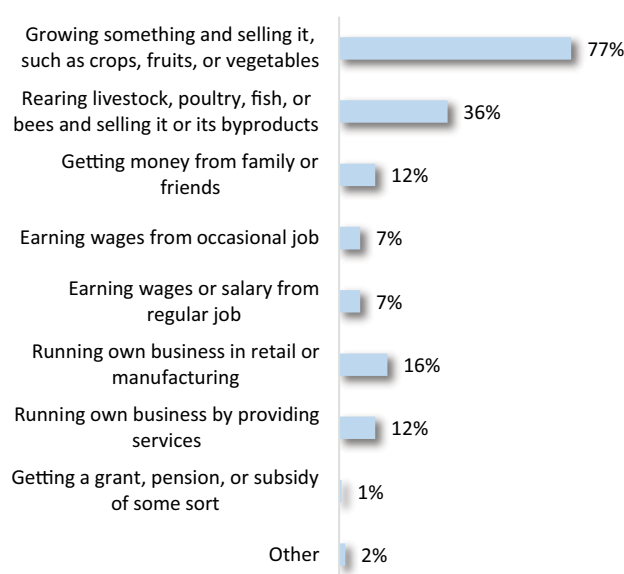 Growing something and selling it,
such as crops, fruits, or vegetables
77%
Rearing livestock, poultry, fish, or
bees and selling it or its byproducts
36%
Getting money from family or
friends
12%
Earning wages from occasional job
7%
Earning wages or salary from
regular job
7%
Running own business in retail or
manufacturing
16%
Running own business by providing
services
12%
Getting a grant, pension, or subsidy
of some sort
1%
Other
2%